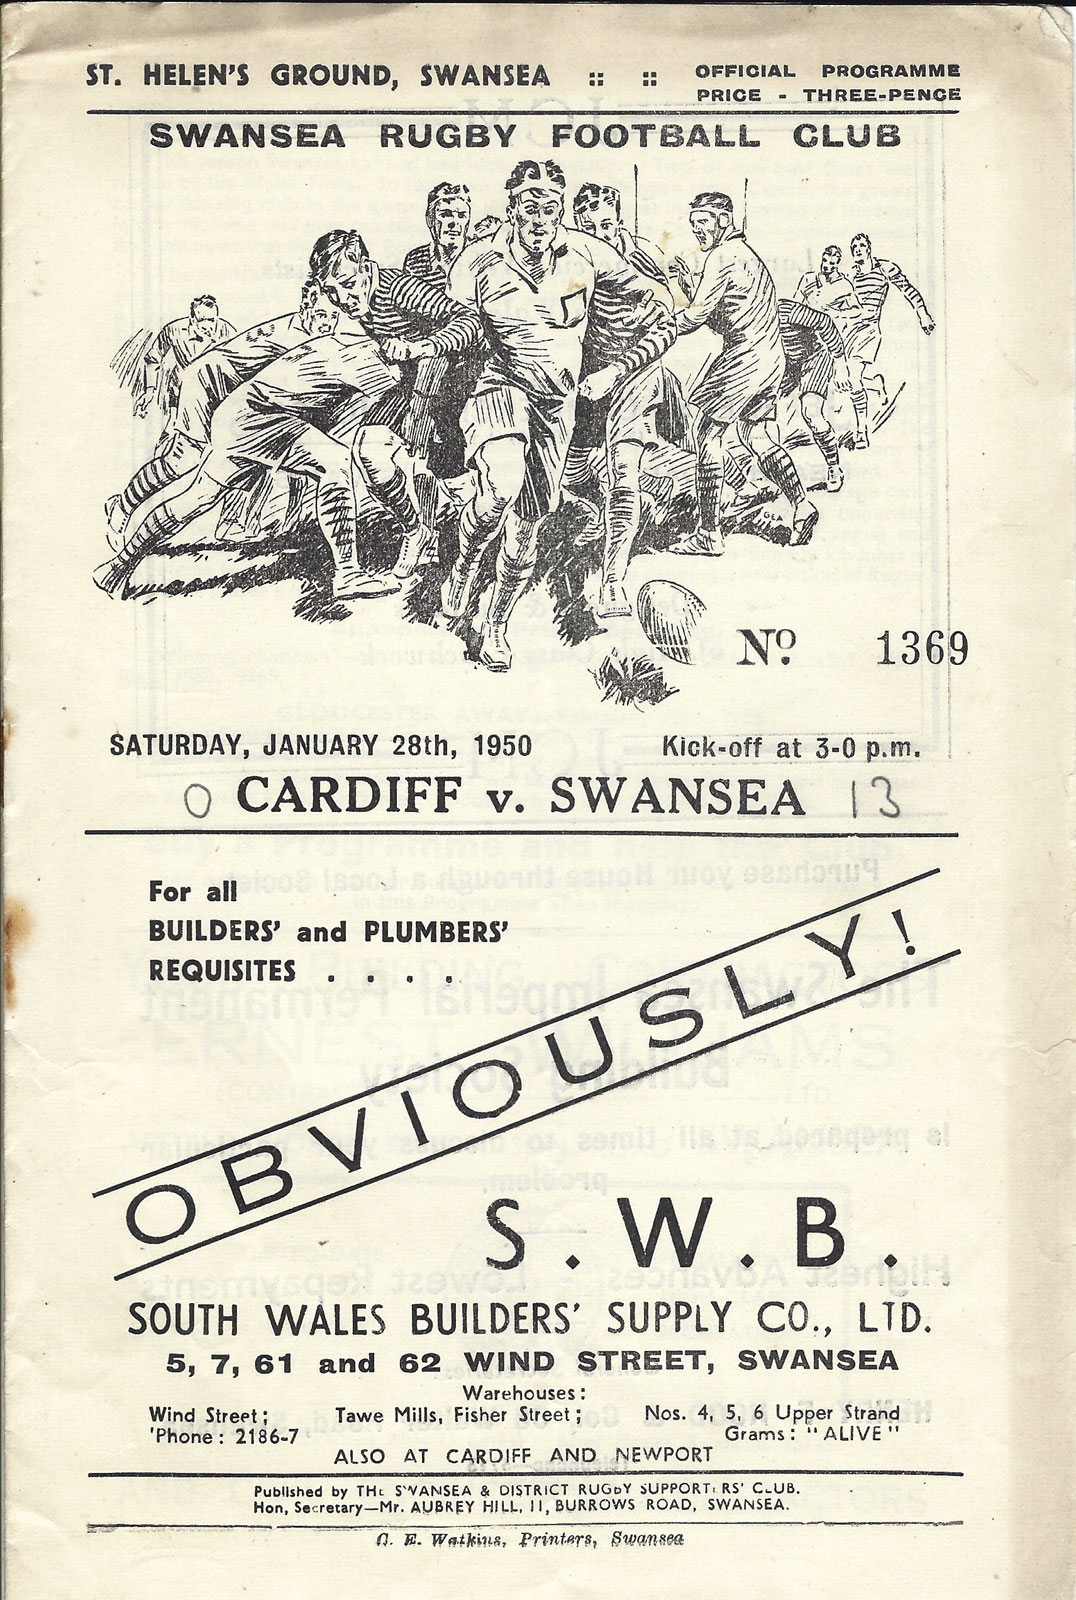 ST. HELEN'S GROUND, SWANSEA :: :: OFFICIAL PROGRAMME
PRICE - THREE-PENCE
SWANSEA RUGBY FOOTBALL CLUB
GEA
Nº 1369
SATURDAY, JANUARY 28th, 1950 Kick-off at 3-0 p.m.
0 CARDIFF v. SWANSEA 13
For all
BUILDERS' and PLUMBERS'
REQUISITES . . . .
OBVIOUSLY!
S.W.B.
SOUTH WALES BUILDERS' SUPPLY CO., LTD.
5, 7, 61 and 62 WIND STREET, SWANSEA
Warehouses:
Wind Street; Tawe Mills, Fisher Street; Nos. 4, 5, 6 Upper Strand
'Phone: 2186-7 Grams: "ALIVE"
ALSO AT CARDIFF AND NEWPORT
Published by THE SWANSEA & DISTRICT RUGBY SUPPORTERS' CLUB.
Hon, Secretary—Mr. AUBREY HILL, 11, BURROWS ROAD, SWANSEA.
G. E. Watkins, Printers, Swansea